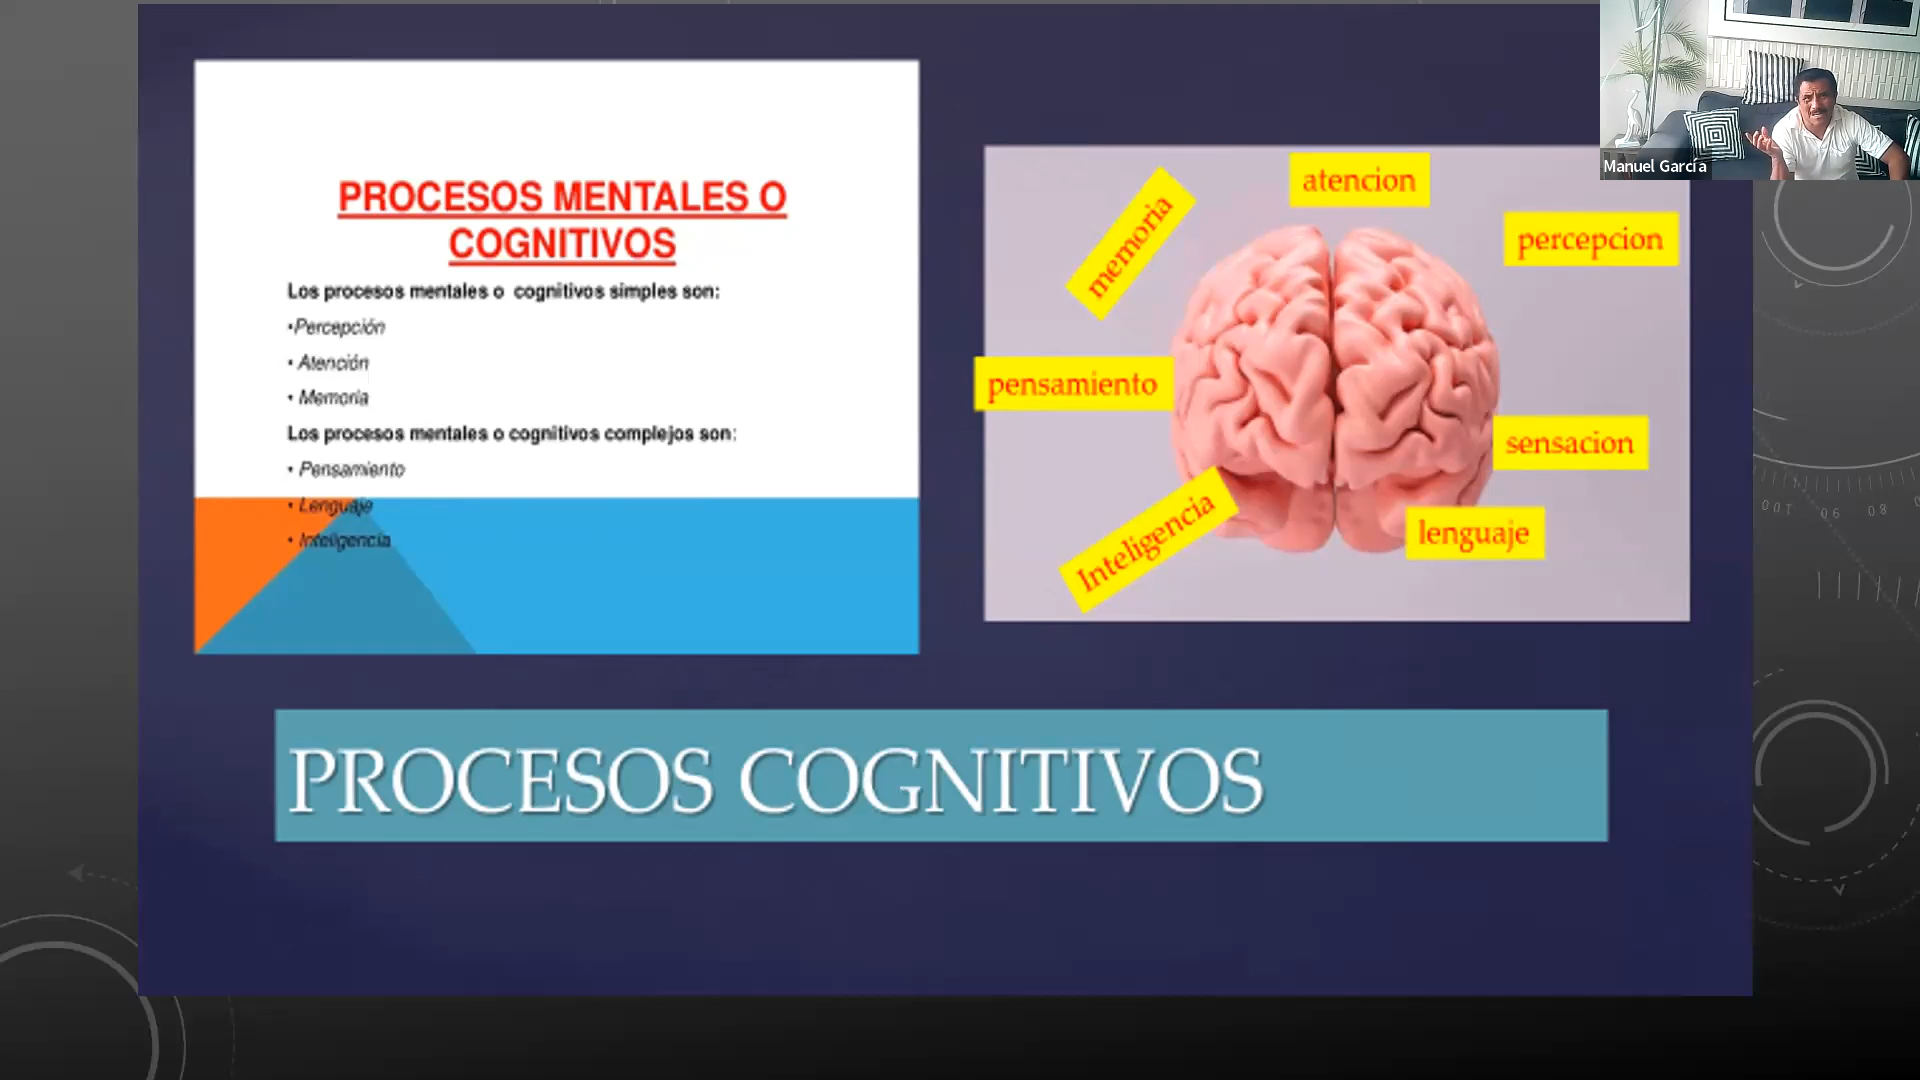 PROCESOS MENTALES O
COGNITIVOS
Los procesos mentales o cognitivos simples son:
•Percepción
• Atención
• Memoria
Los procesos mentales o cognitivos complejos son:
• Pensamiento
• Lenguaje
• Inteligencia
atencion
memoria
percepcion
pensamiento
sensacion
Inteligencia
lenguaje
PROCESOS COGNITIVOS
Manuel García